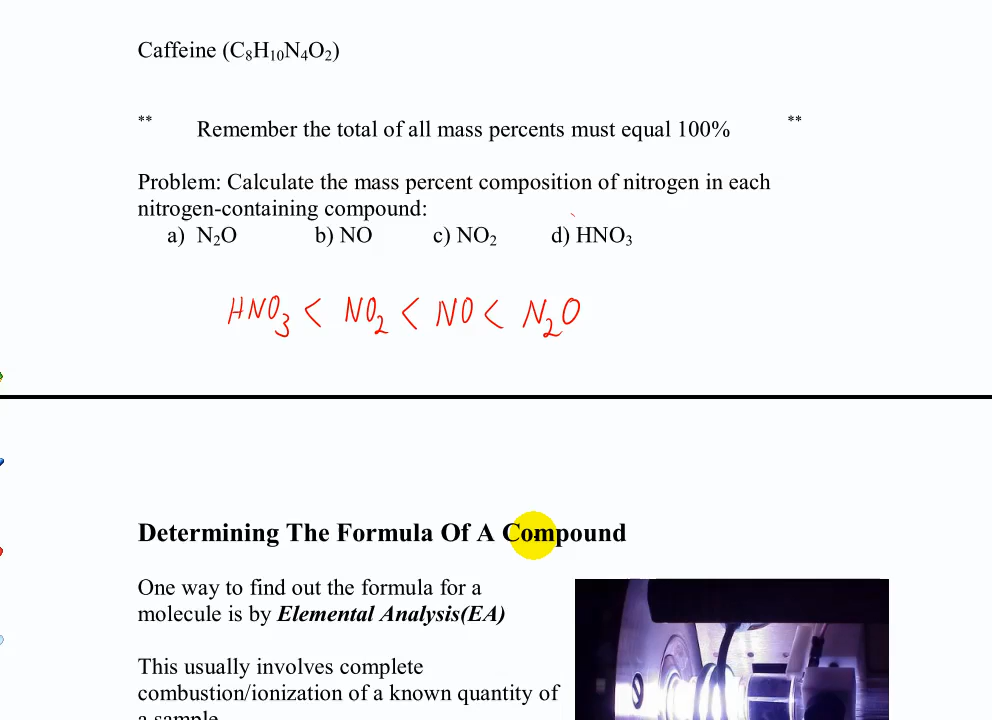 Caffeine (C₈H₁₀N₄O₂)
** Remember the total of all mass percents must equal 100% **
Problem: Calculate the mass percent composition of nitrogen in each
nitrogen-containing compound:
a) N₂O b) NO c) NO₂ d) HNO₃
HNO₃ < NO₂ < NO < N₂O
Determining The Formula Of A Compound
One way to find out the formula for a
molecule is by Elemental Analysis(EA)
This usually involves complete
combustion/ionization of a known quantity of
a sample